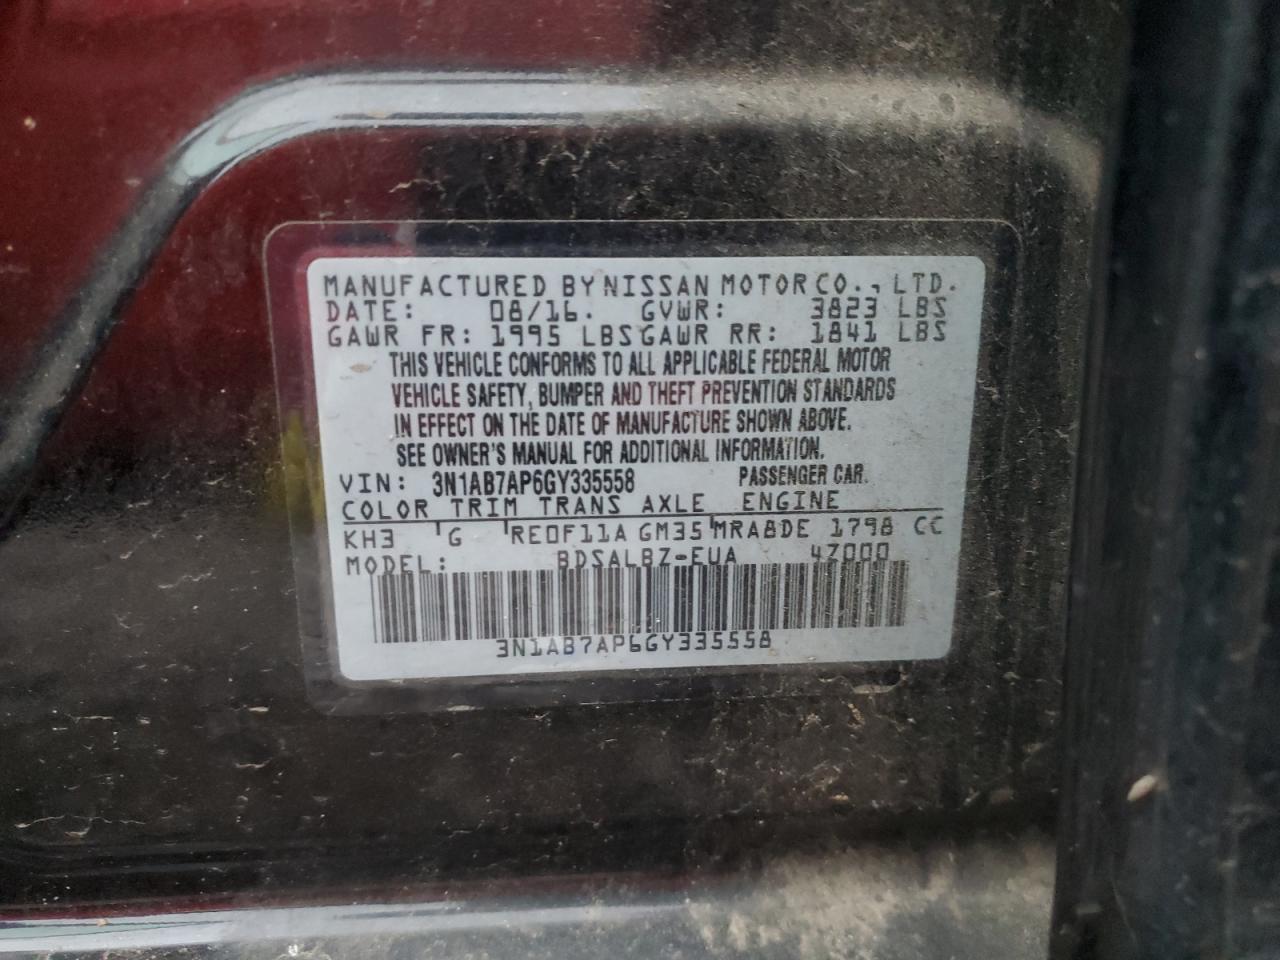 MANUFACTURED BY NISSAN MOTOR CO., LTD.
DATE: 08/16. GVWR: 3823 LBS
GAWR FR: 1995 LBS GAWR RR: 1841 LBS
THIS VEHICLE CONFORMS TO ALL APPLICABLE FEDERAL MOTOR
VEHICLE SAFETY, BUMPER AND THEFT PREVENTION STANDARDS
IN EFFECT ON THE DATE OF MANUFACTURE SHOWN ABOVE.
SEE OWNER'S MANUAL FOR ADDITIONAL INFORMATION.
VIN: 3N1AB7AP6GY335558 PASSENGER CAR.
COLOR TRIM TRANS AXLE ENGINE
KH3 G RE0F11A GM35 MRA8DE 1798 CC
MODEL: BDSALBZ-EUA 4Z000
3N1AB7AP6GY335558